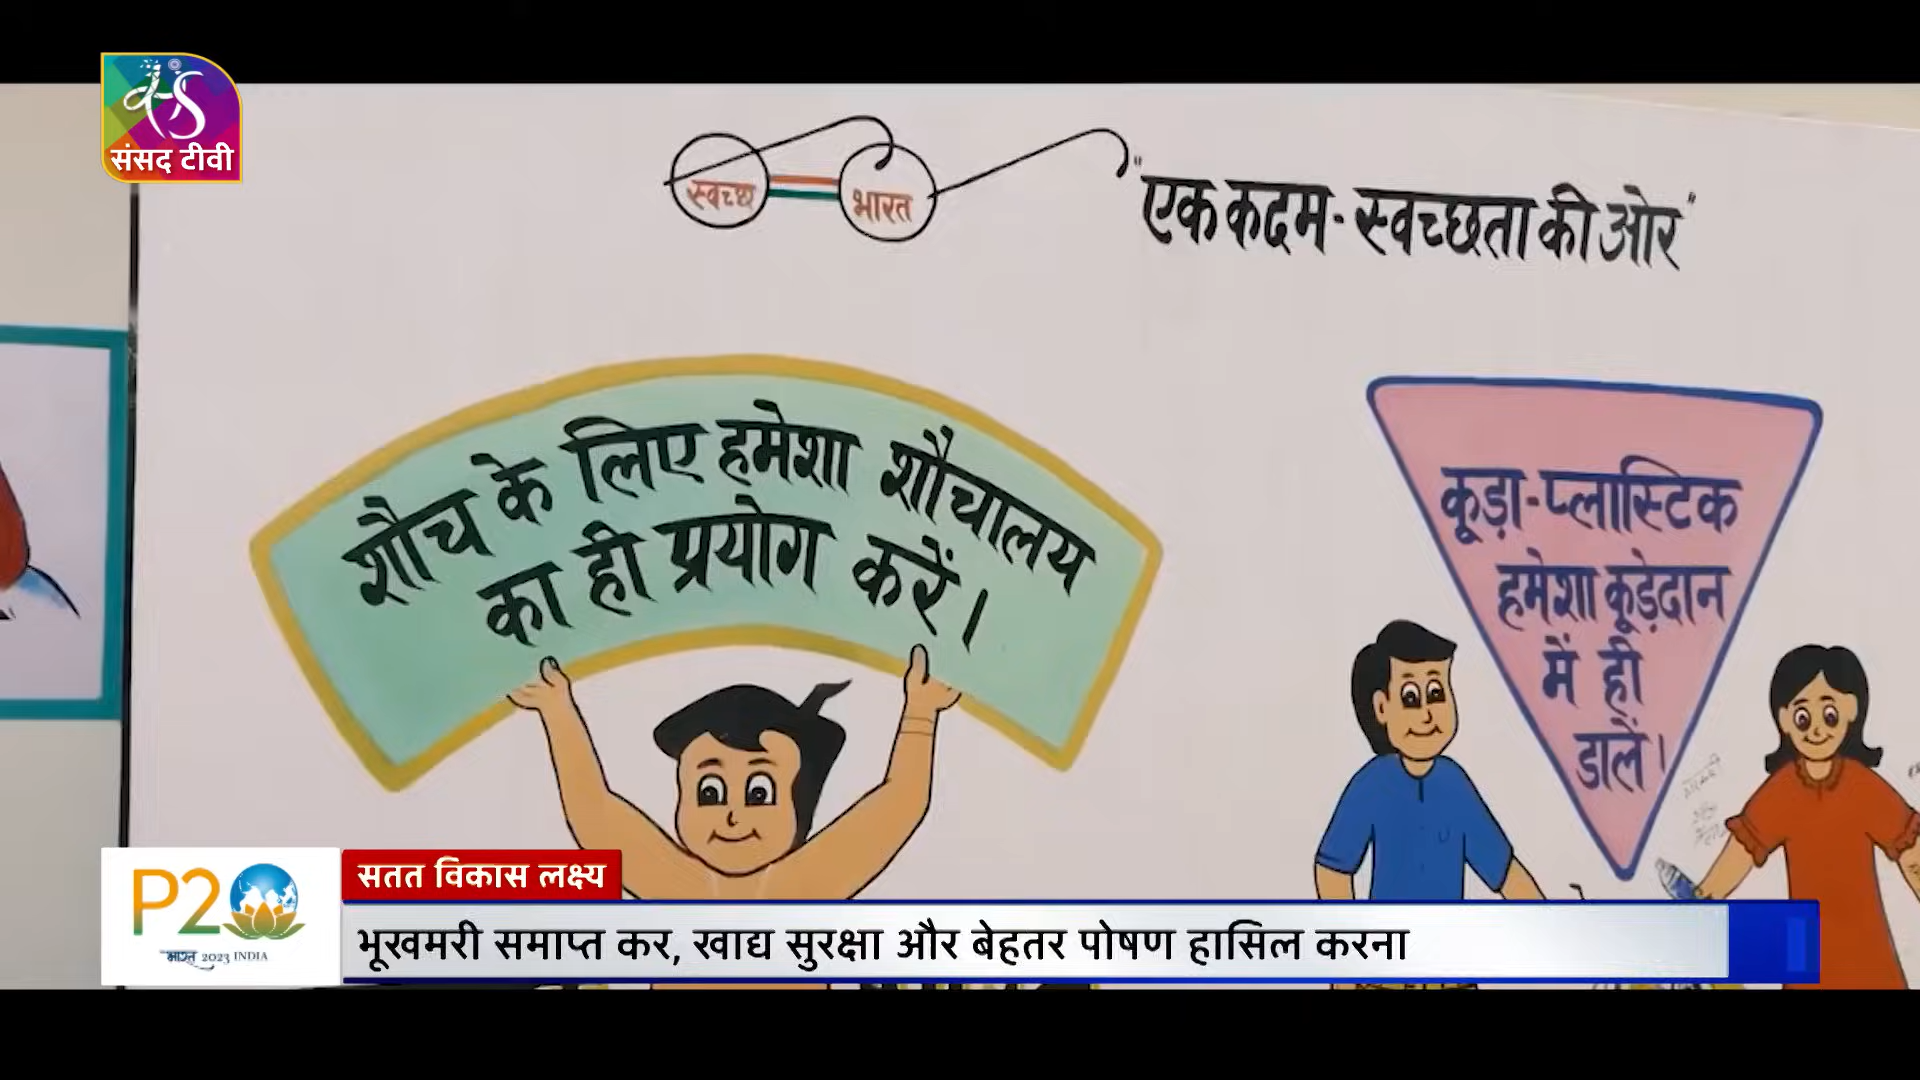 संसद टीवी
स्वच्छ भारत
"एक कदम - स्वच्छता की ओर"
शौच के लिए हमेशा शौचालय
का ही प्रयोग करें।
कूड़ा-प्लास्टिक
हमेशा कूड़ेदान
में ही
डालें।
P20
भारत 2023 INDIA
सतत विकास लक्ष्य
भूखमरी समाप्त कर, खाद्य सुरक्षा और बेहतर पोषण हासिल करना